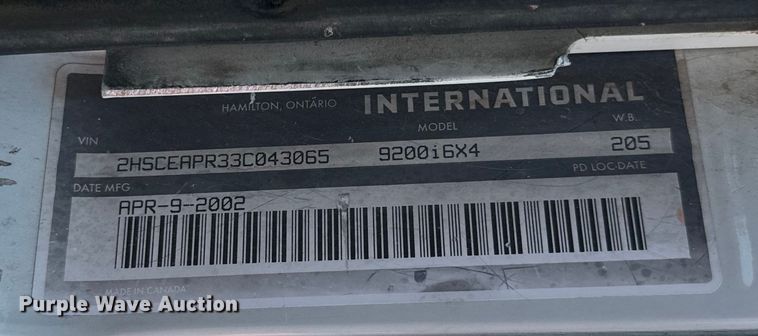 HAMILTON, ONTÁRIO INTERNATIONAL
VIN MODEL W.B.
2HSCEAPR33C043065 9200i6X4 205
DATE MFG PD LOC-DATE
APR-9-2002
MADE IN CANADA
Purple Wave Auction